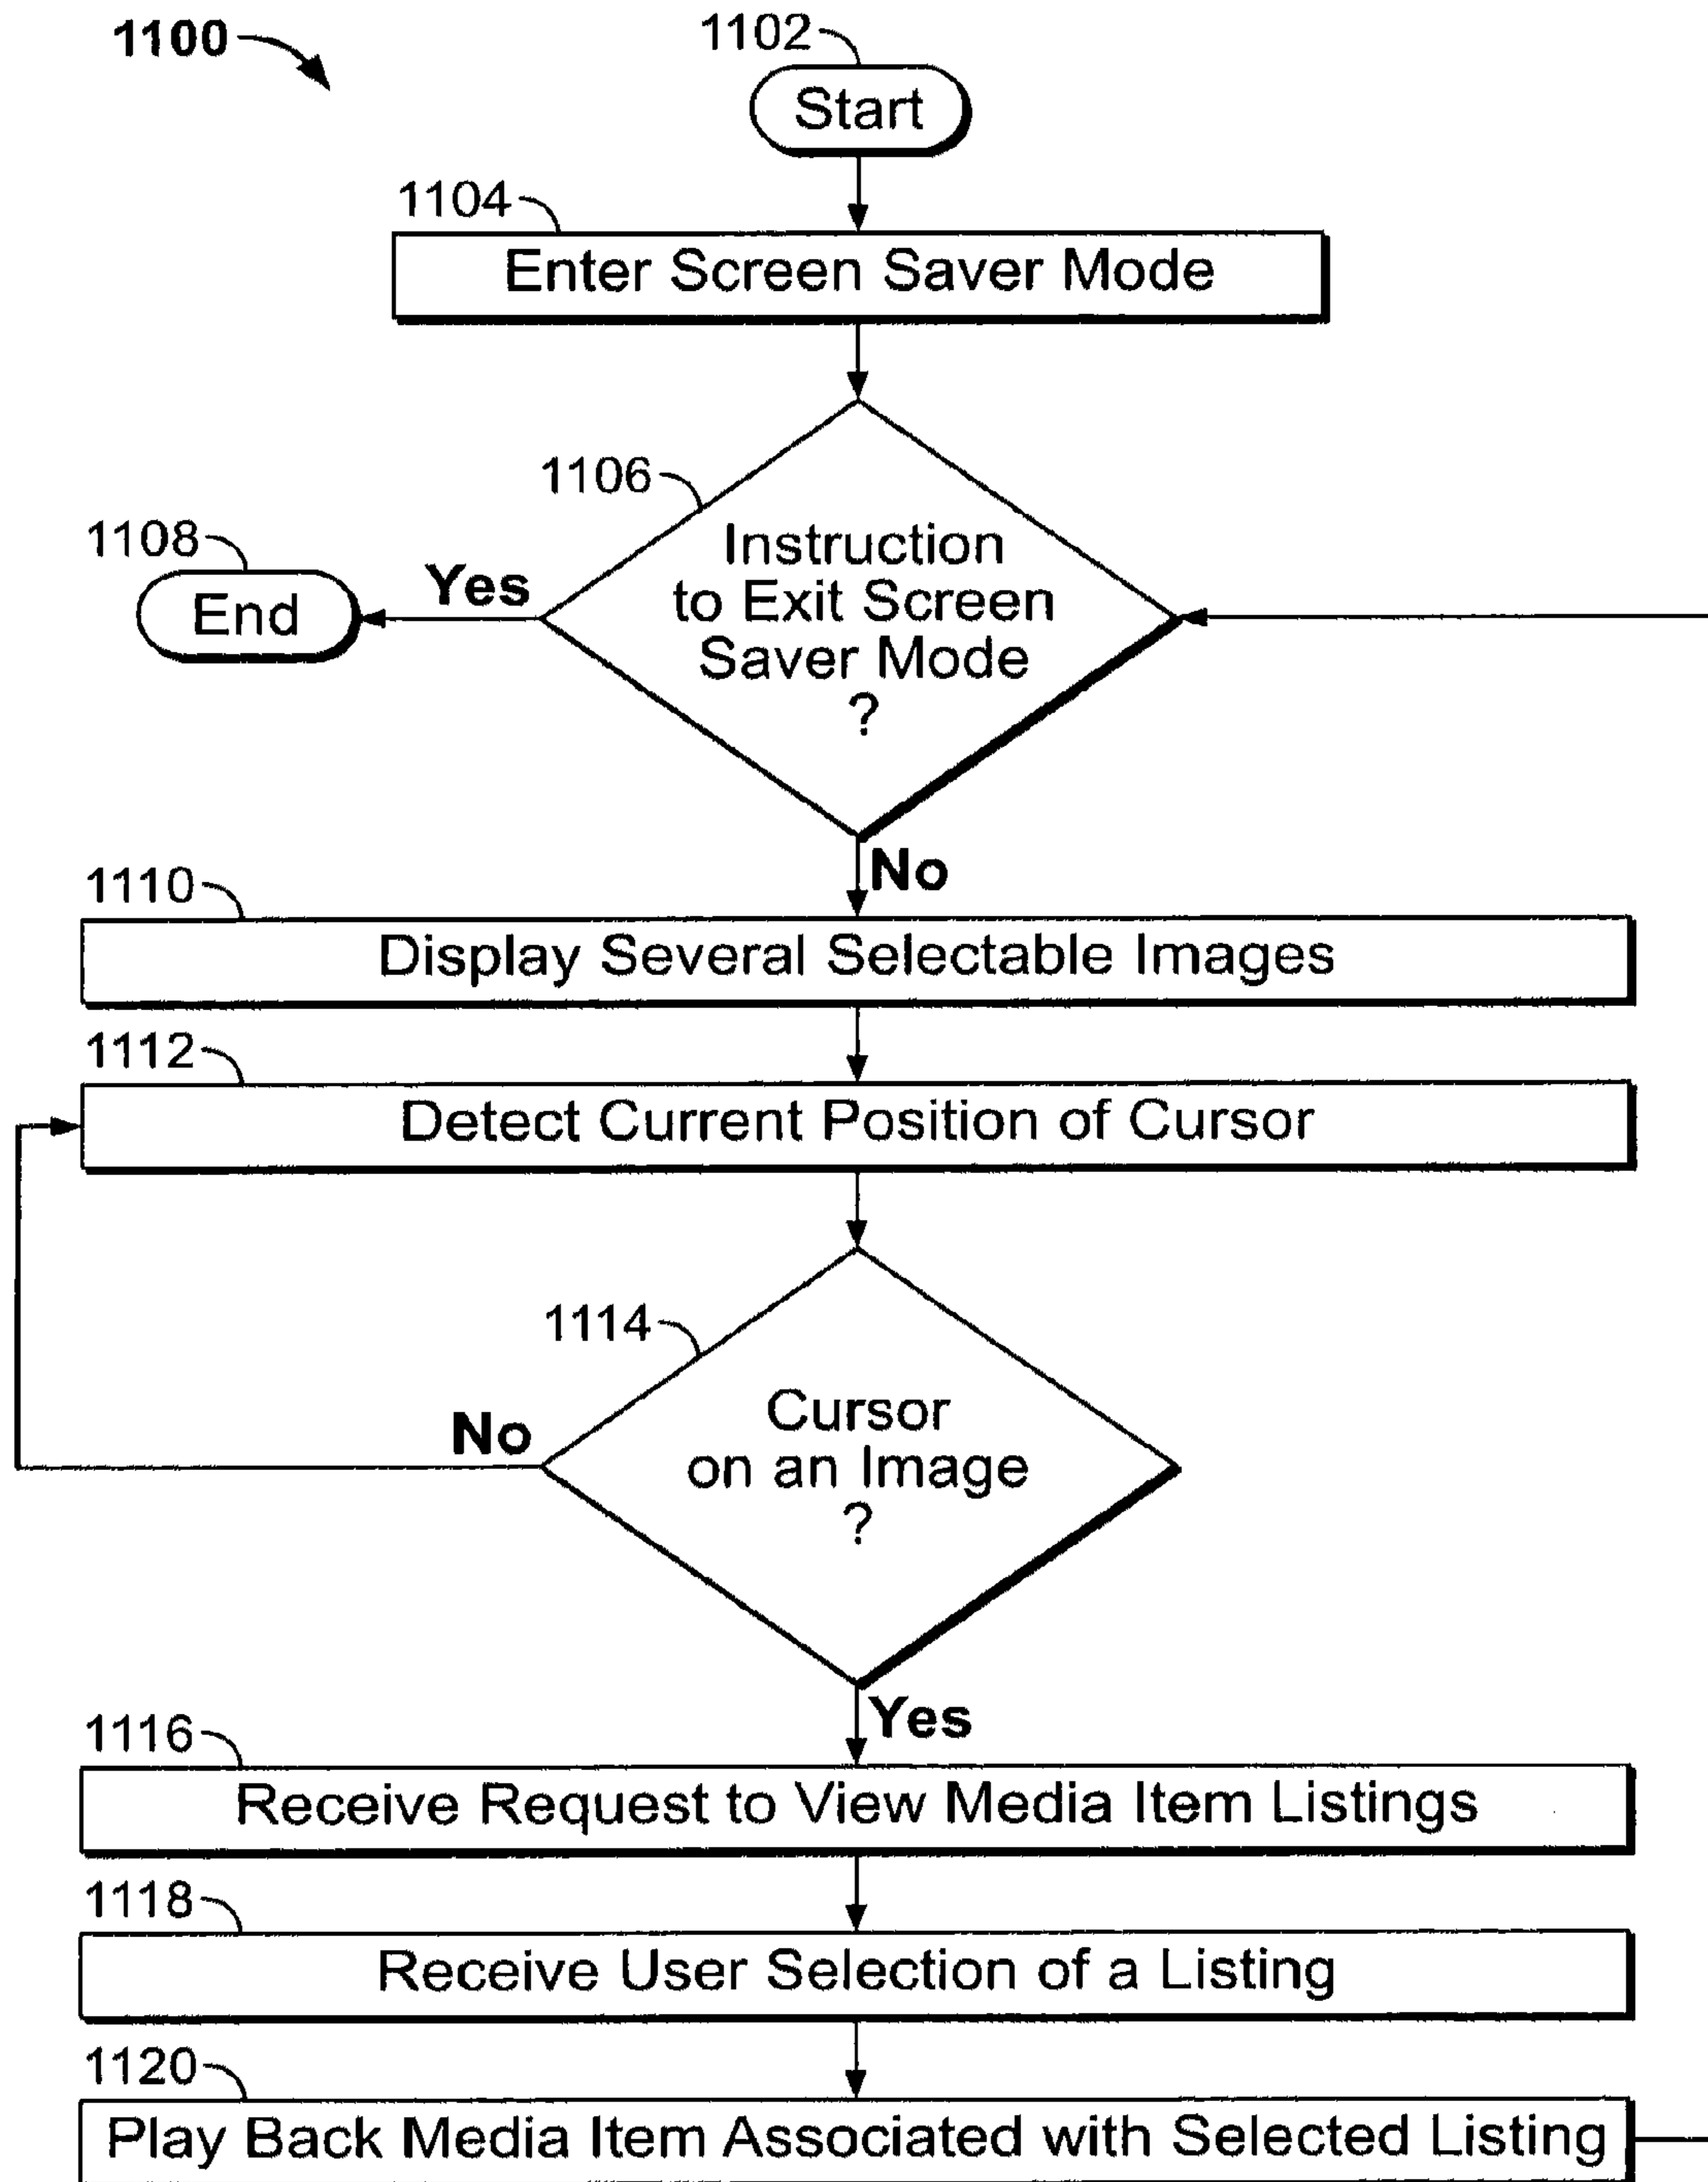 1100
1102
Start
1104
Enter Screen Saver Mode
1106
Instruction
to Exit Screen
Saver Mode
?
Yes
1108
End
No
1110
Display Several Selectable Images
1112
Detect Current Position of Cursor
1114
Cursor
on an Image
?
No
Yes
1116
Receive Request to View Media Item Listings
1118
Receive User Selection of a Listing
1120
Play Back Media Item Associated with Selected Listing